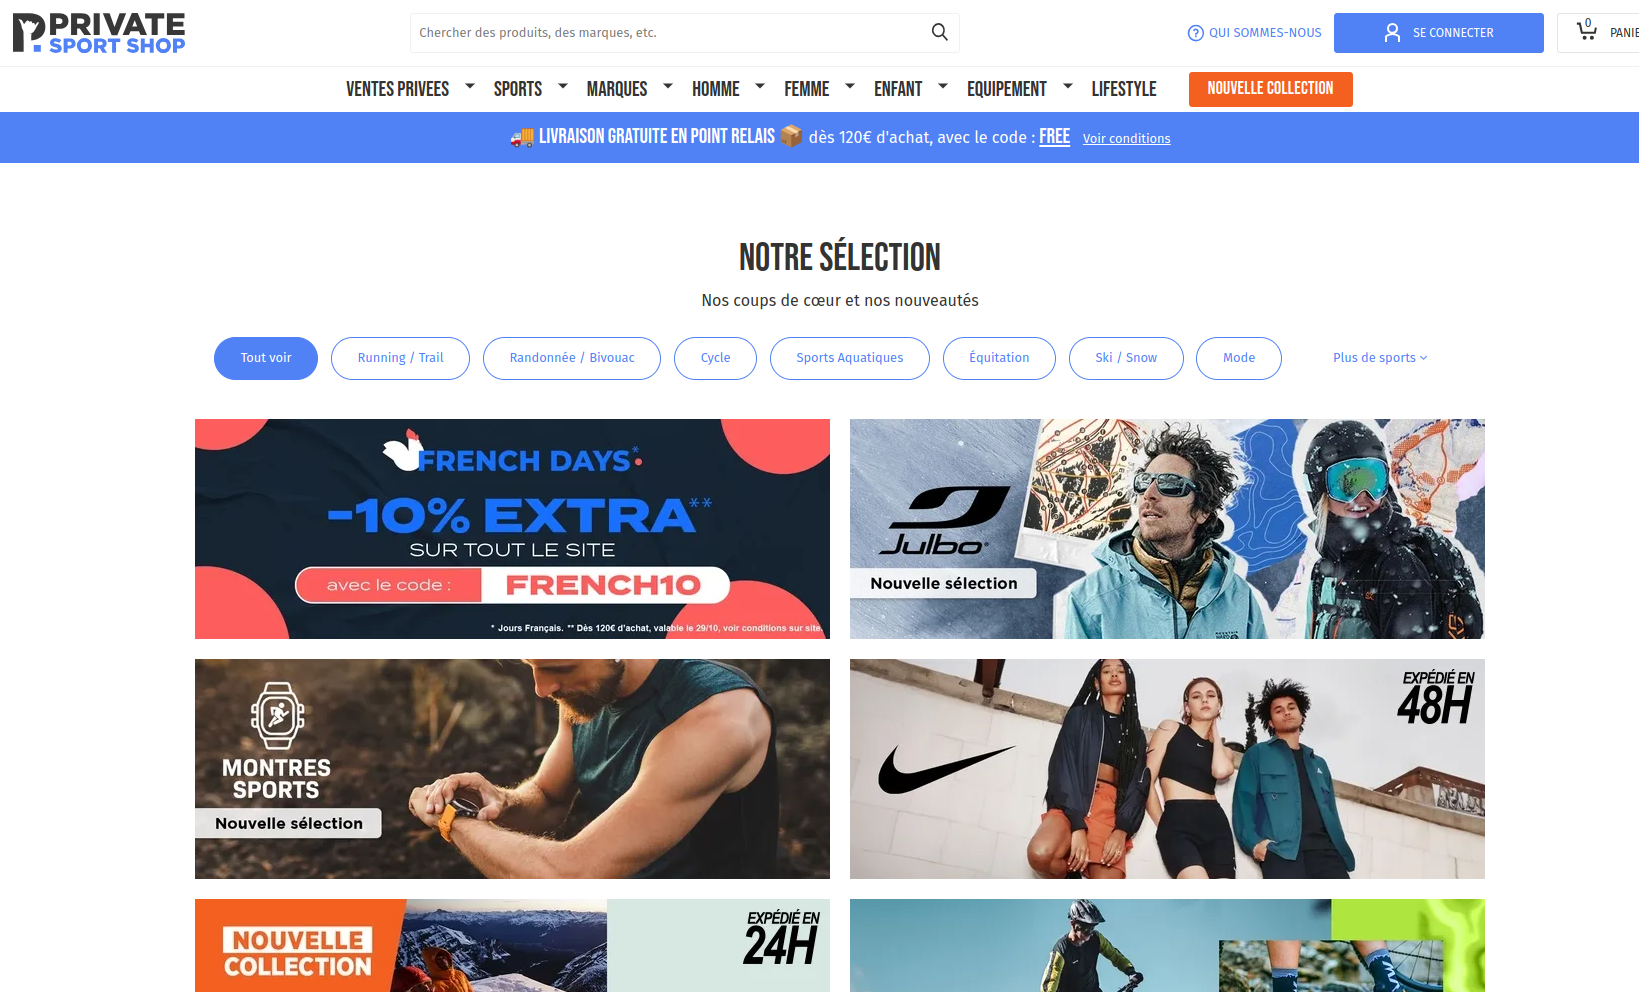 PRIVATE
SPORT SHOP
Chercher des produits, des marques, etc.
QUI SOMMES-NOUS
SE CONNECTER
0
PANIE
VENTES PRIVEES
SPORTS
MARQUES
HOMME
FEMME
ENFANT
EQUIPEMENT
LIFESTYLE
NOUVELLE COLLECTION
🚚 LIVRAISON GRATUITE EN POINT RELAIS 📦 dès 120€ d'achat, avec le code : FREE Voir conditions
NOTRE SÉLECTION
Nos coups de cœur et nos nouveautés
Tout voir
Running / Trail
Randonnée / Bivouac
Cycle
Sports Aquatiques
Équitation
Ski / Snow
Mode
Plus de sports
FRENCH DAYS*
-10% EXTRA**
SUR TOUT LE SITE
avec le code : FRENCH10
* Jours Français. ** Dès 120€ d'achat, valable le 29/10, voir conditions sur site.
Julbo
Nouvelle sélection
MONTRES
SPORTS
Nouvelle sélection
EXPÉDIÉ EN
48H
NOUVELLE
COLLECTION
EXPÉDIÉ EN
24H